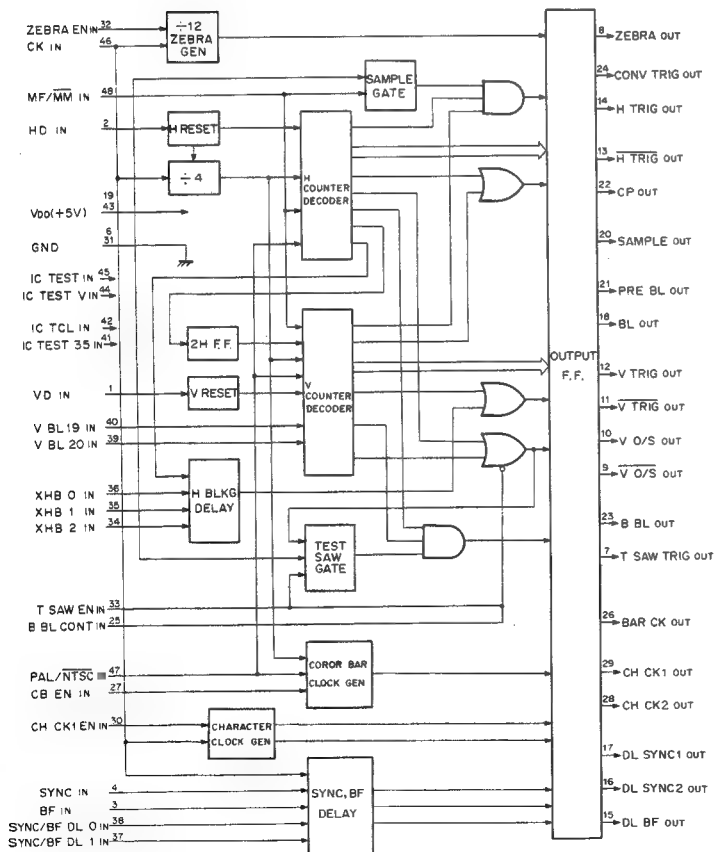 ZEBRA EN IN 32
CK IN 46
÷12
ZEBRA
GEN
MF/M̅M̅ IN 48
HD IN 2
H RESET
÷4
SAMPLE
GATE
H
COUNTER
DECODER
19
VDD(+5V) 43
6
GND 31
IC TEST IN 45
IC TEST V IN 44
IC TCL IN 42
IC TEST 35 IN 41
2H F.F.
VD IN 1
V RESET
V
COUNTER
DECODER
V BL19 IN 40
V BL 20 IN 39
XHB 0 IN 36
XHB 1 IN 35
XHB 2 IN 34
H BLKG
DELAY
TEST
SAW
GATE
T SAW EN IN 33
B BL CONT IN 25
PAL/N̅T̅S̅C̅ 47
CB EN IN 27
COROR BAR
CLOCK GEN
CH CK1 EN IN 30
CHARACTER
CLOCK GEN
SYNC IN 4
BF IN 3
SYNC/BF DL 0 IN 38
SYNC/BF DL 1 IN 37
SYNC, BF
DELAY
OUTPUT
F.F.
8 ZEBRA OUT
24 CONV TRIG OUT
14 H TRIG OUT
13 H̅ ̅T̅R̅I̅G̅ OUT
22 CP OUT
20 SAMPLE OUT
21 PRE BL OUT
18 BL OUT
12 V TRIG OUT
11 V̅ ̅T̅R̅I̅G̅ OUT
10 V O/S OUT
9 V̅ ̅O̅/̅S̅ OUT
23 B BL OUT
7 T SAW TRIG OUT
26 BAR CK OUT
29 CH CK1 OUT
28 CH CK2 OUT
17 DL SYNC1 OUT
16 DL SYNC2 OUT
15 DL BF OUT